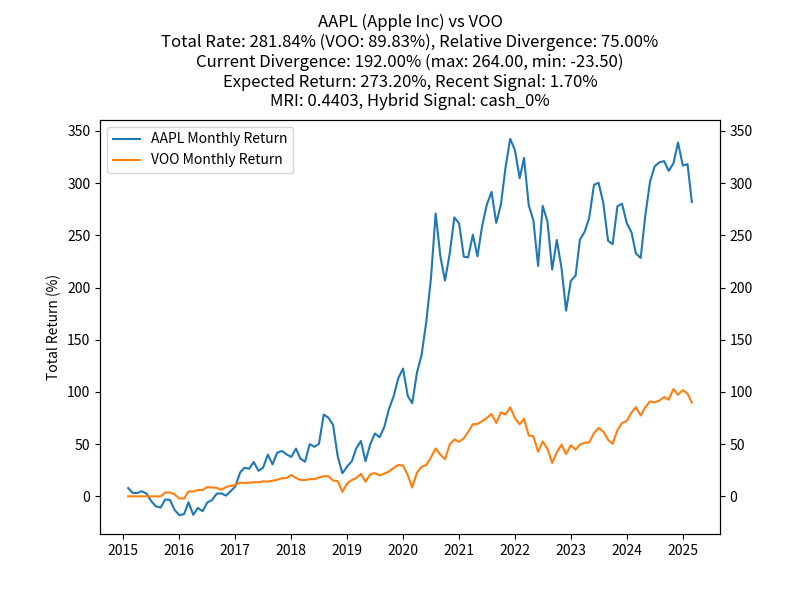 AAPL (Apple Inc) vs VOO
Total Rate: 281.84% (VOO: 89.83%), Relative Divergence: 75.00%
Current Divergence: 192.00% (max: 264.00, min: -23.50)
Expected Return: 273.20%, Recent Signal: 1.70%
MRI: 0.4403, Hybrid Signal: cash_0%
AAPL Monthly Return
VOO Monthly Return
Total Return (%)
350
300
250
200
150
100
50
0
350
300
250
200
150
100
50
0
2015 2016 2017 2018 2019 2020 2021 2022 2023 2024 2025